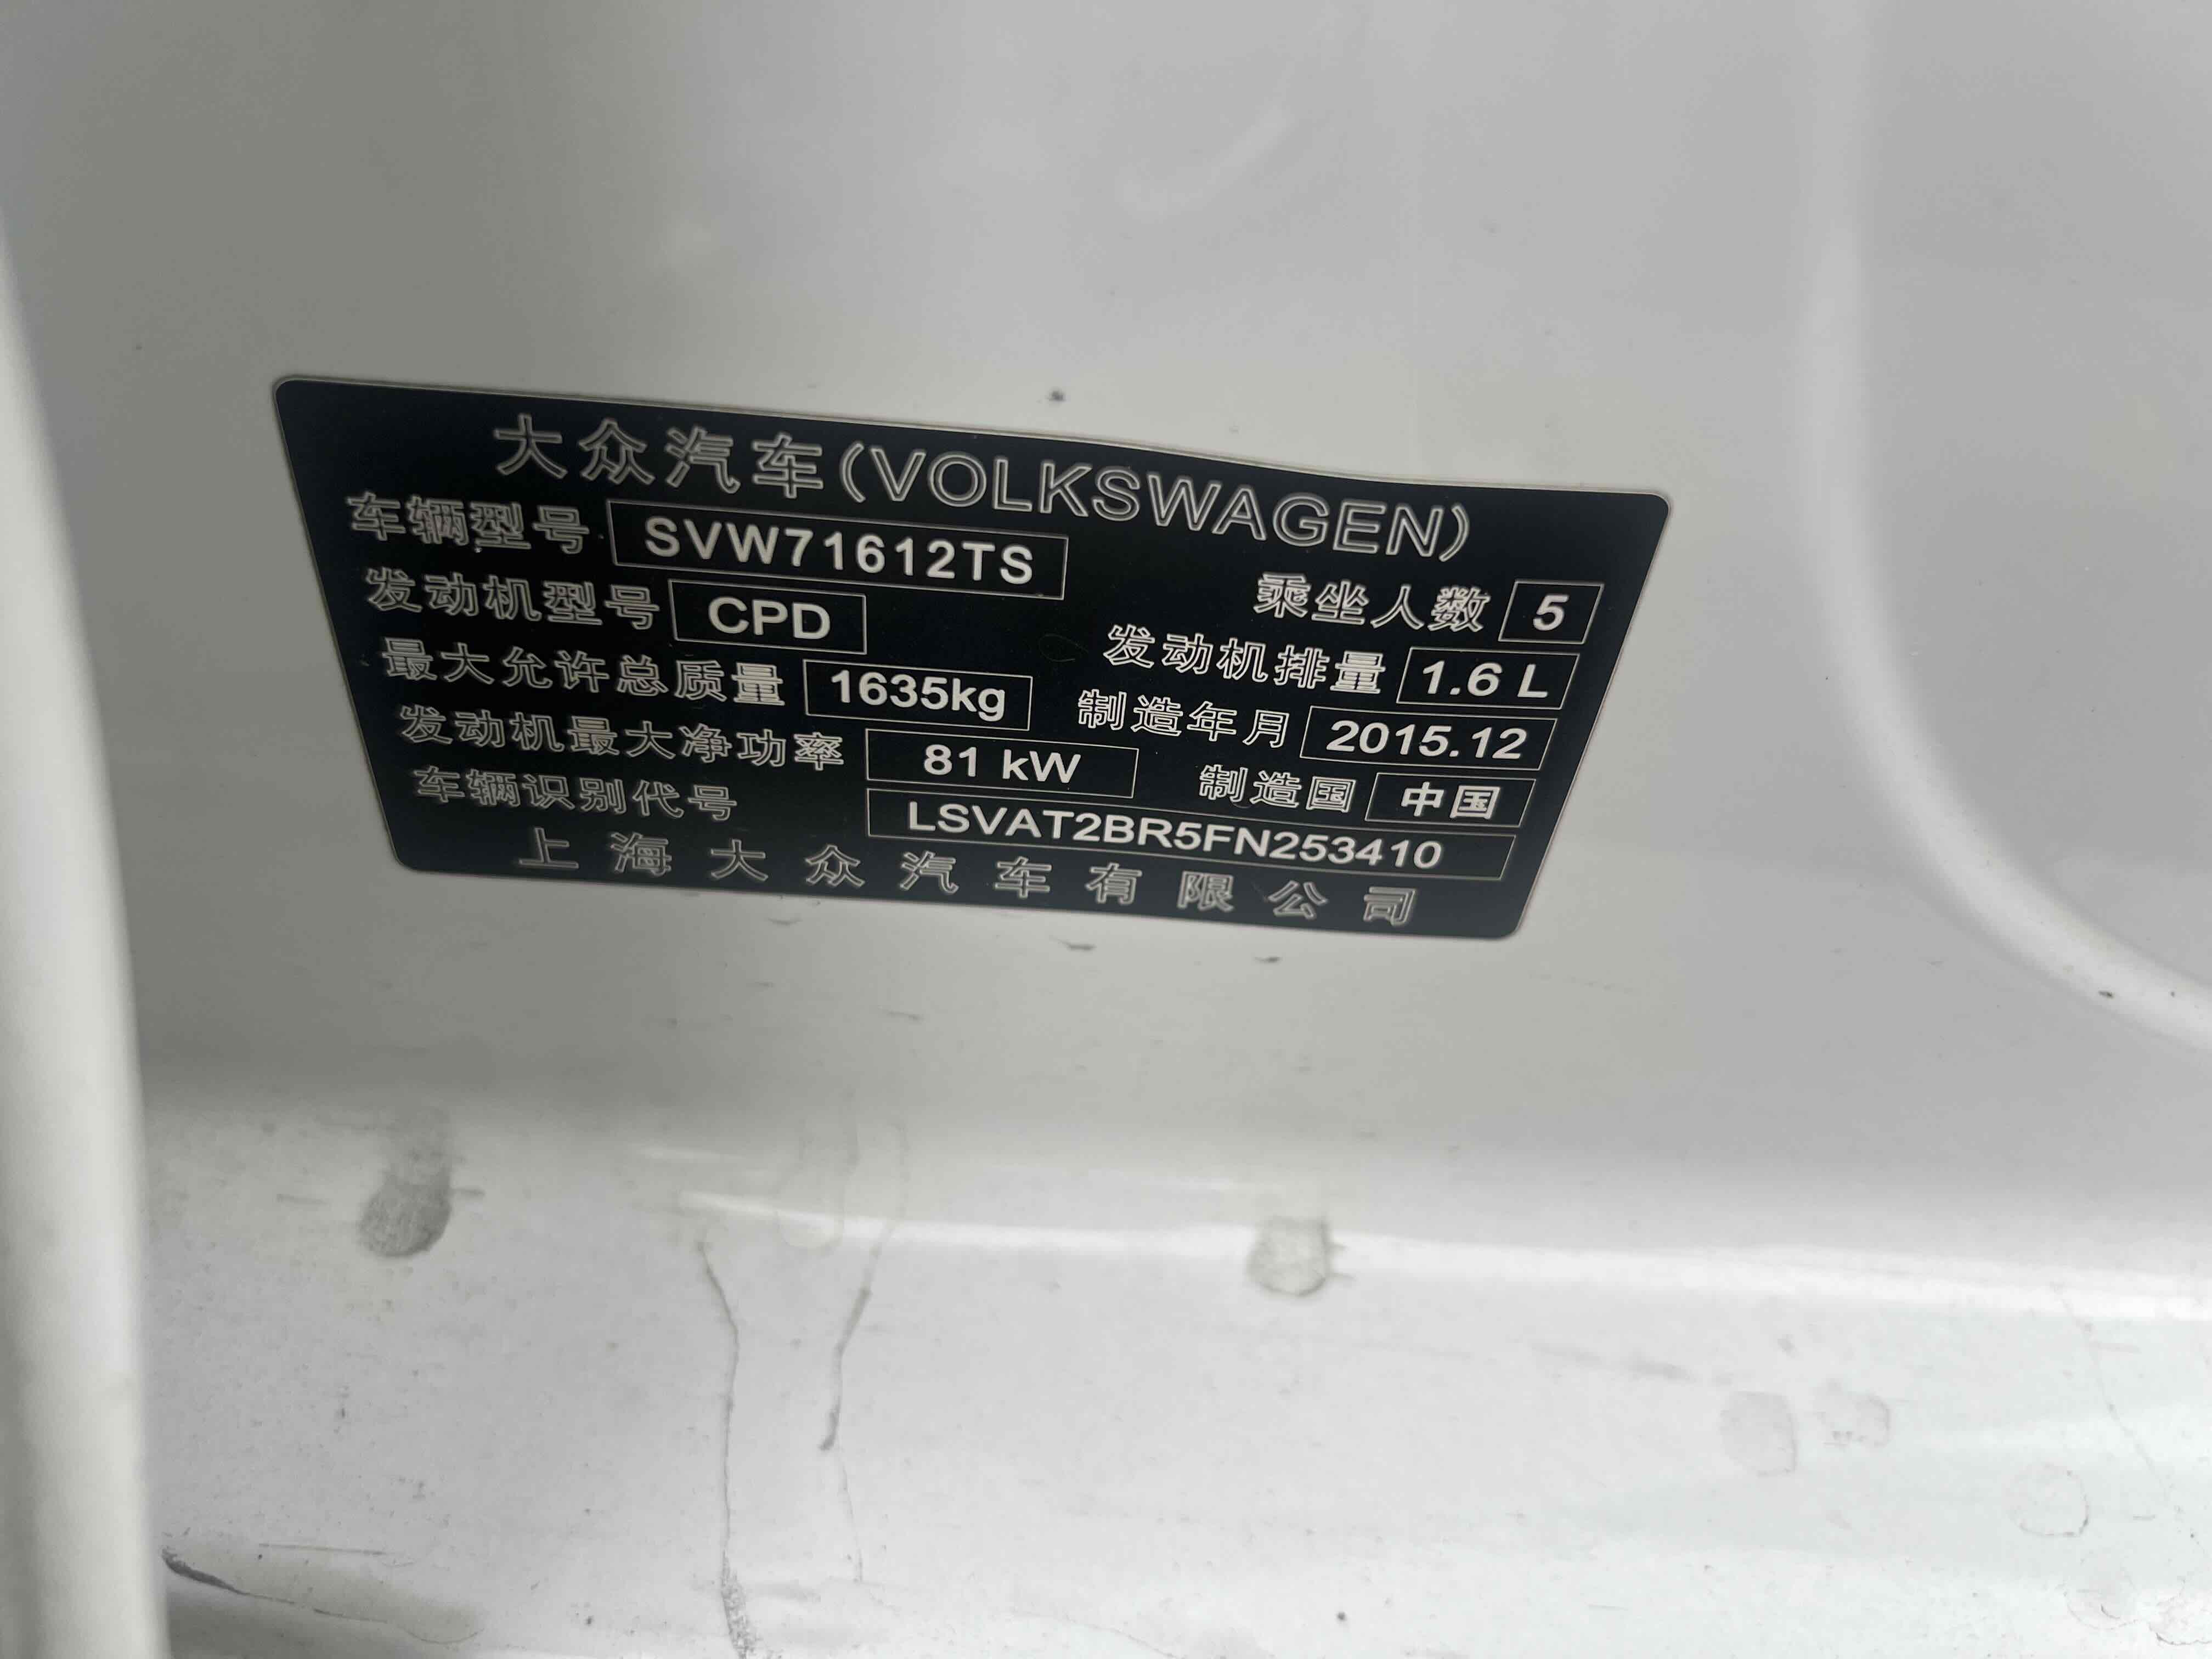 大众汽车(VOLKSWAGEN)
车辆型号 SVW71612TS 乘坐人数 5
发动机型号 CPD 发动机排量 1.6 L
最大允许总质量 1635kg 制造年月 2015.12
发动机最大净功率 81 kW 制造国 中国
车辆识别代号 LSVAT2BR5FN253410
上海大众汽车有限公司